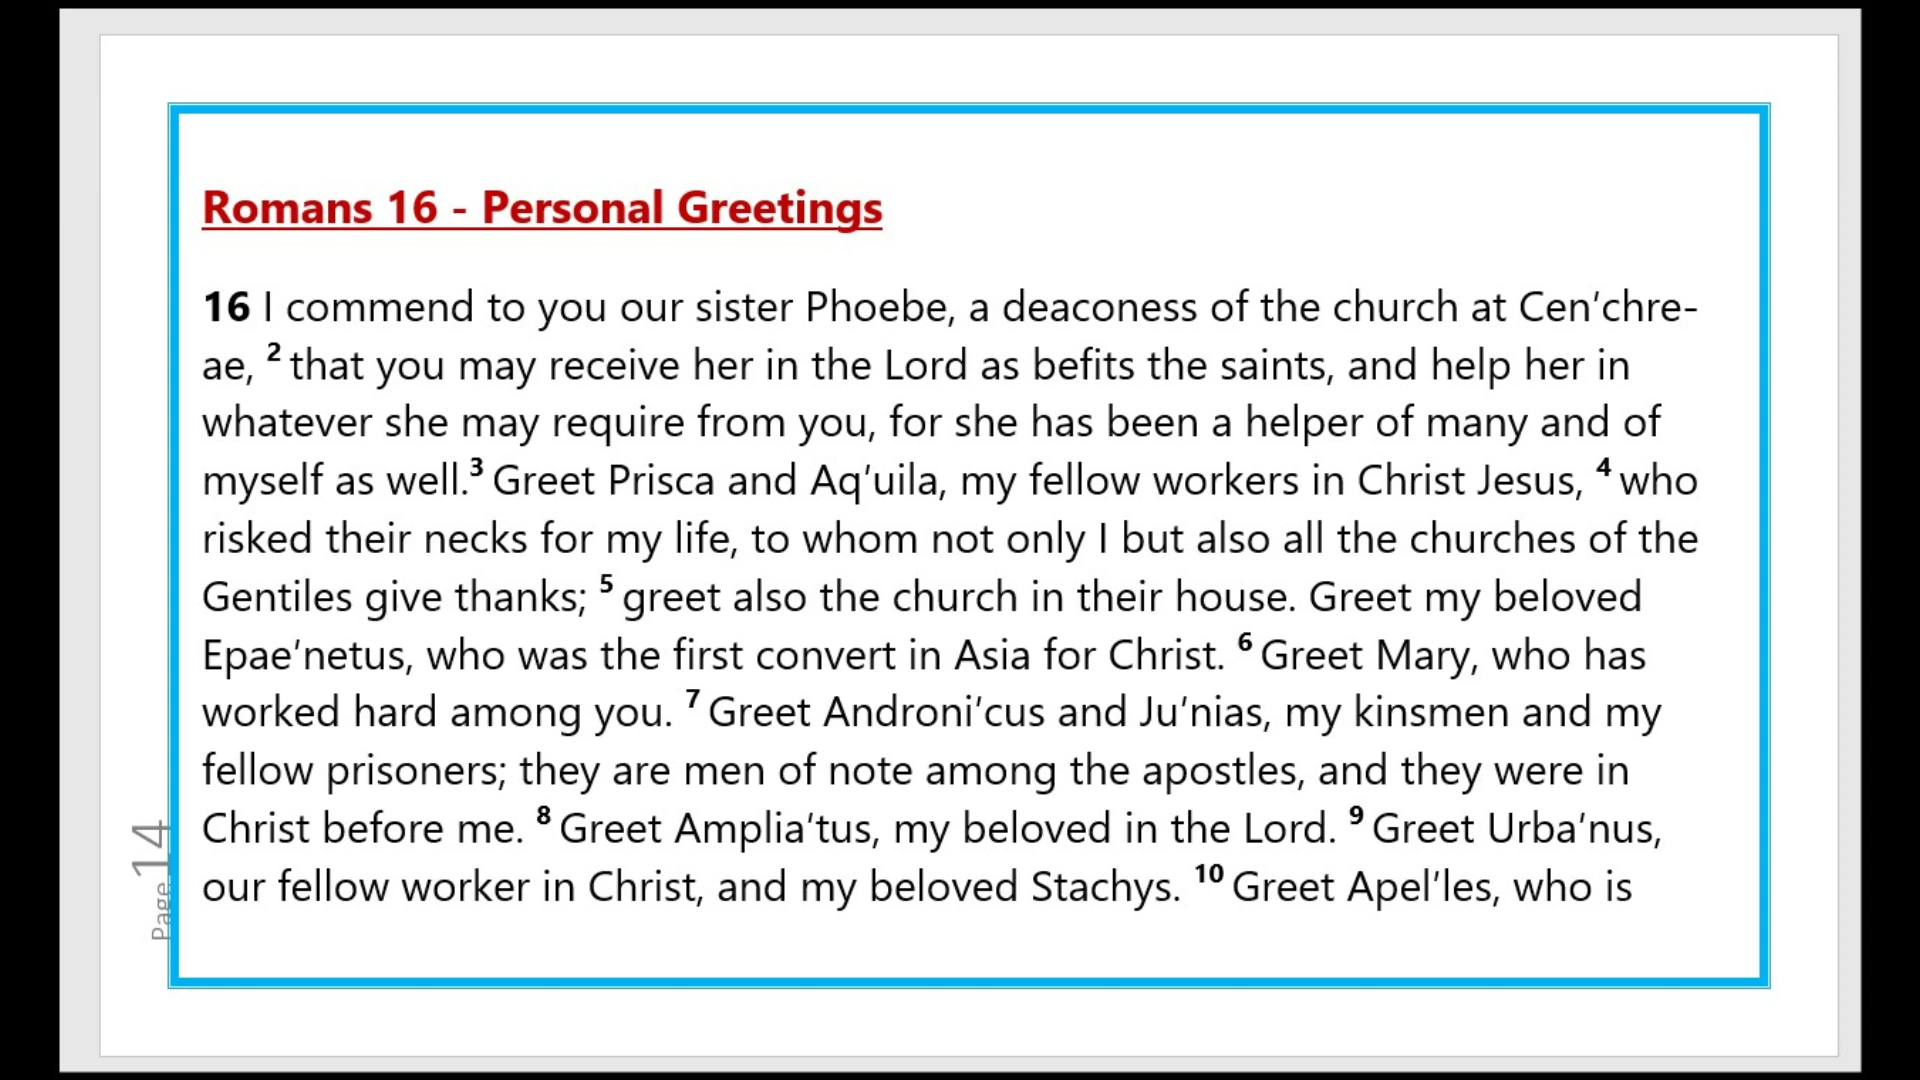 Romans 16 - Personal Greetings
16 I commend to you our sister Phoebe, a deaconess of the church at Cen′chre-
ae, 2 that you may receive her in the Lord as befits the saints, and help her in
whatever she may require from you, for she has been a helper of many and of
myself as well.3 Greet Prisca and Aq′uila, my fellow workers in Christ Jesus, 4 who
risked their necks for my life, to whom not only I but also all the churches of the
Gentiles give thanks; 5 greet also the church in their house. Greet my beloved
Epae′netus, who was the first convert in Asia for Christ. 6 Greet Mary, who has
worked hard among you. 7 Greet Androni′cus and Ju′nias, my kinsmen and my
fellow prisoners; they are men of note among the apostles, and they were in
Christ before me. 8 Greet Amplia′tus, my beloved in the Lord. 9 Greet Urba′nus,
our fellow worker in Christ, and my beloved Stachys. 10 Greet Apel′les, who is
Page 14